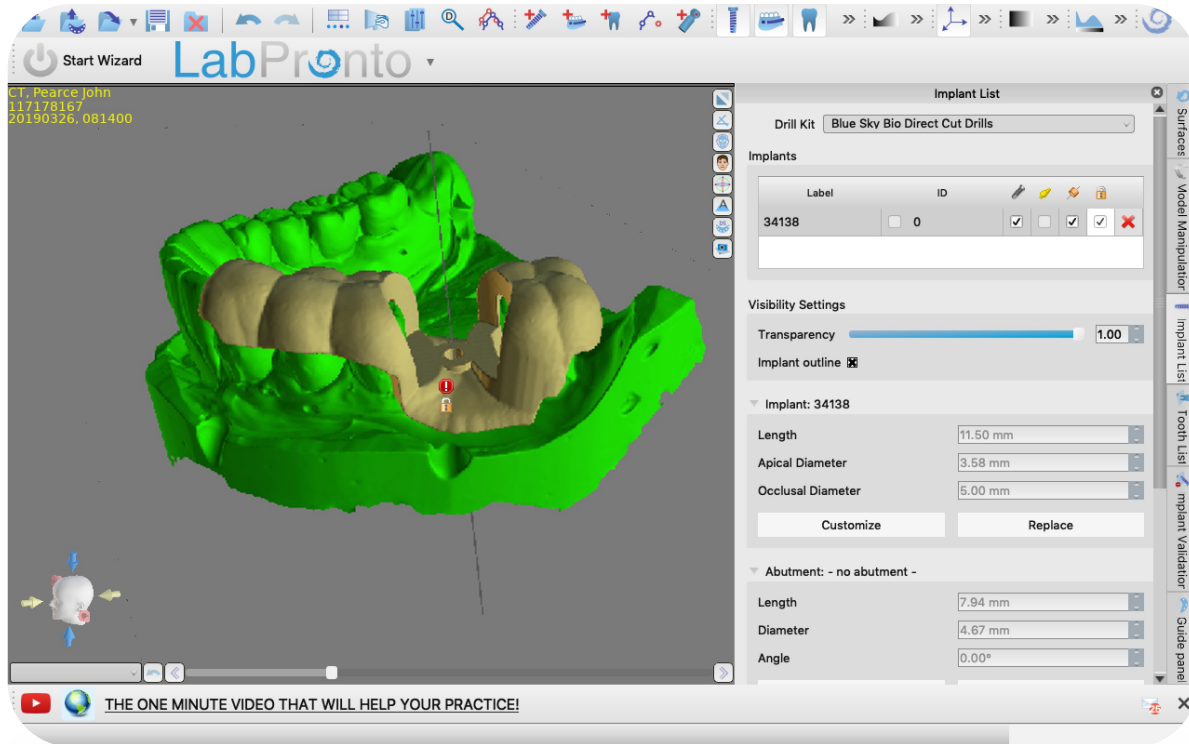 Start Wizard
LabPronto
CT, Pearce John
117178167
20190326, 081400
Implant List
Drill Kit Blue Sky Bio Direct Cut Drills
Implants
Label ID
34138 0
Visibility Settings
Transparency 1.00
Implant outline
Implant: 34138
Length 11.50 mm
Apical Diameter 3.58 mm
Occlusal Diameter 5.00 mm
Customize Replace
Abutment: - no abutment -
Length 7.94 mm
Diameter 4.67 mm
Angle 0.00°
Surfaces
Model Manipulation
Implant List
Tooth List
mplant Validation
Guide panel
THE ONE MINUTE VIDEO THAT WILL HELP YOUR PRACTICE!